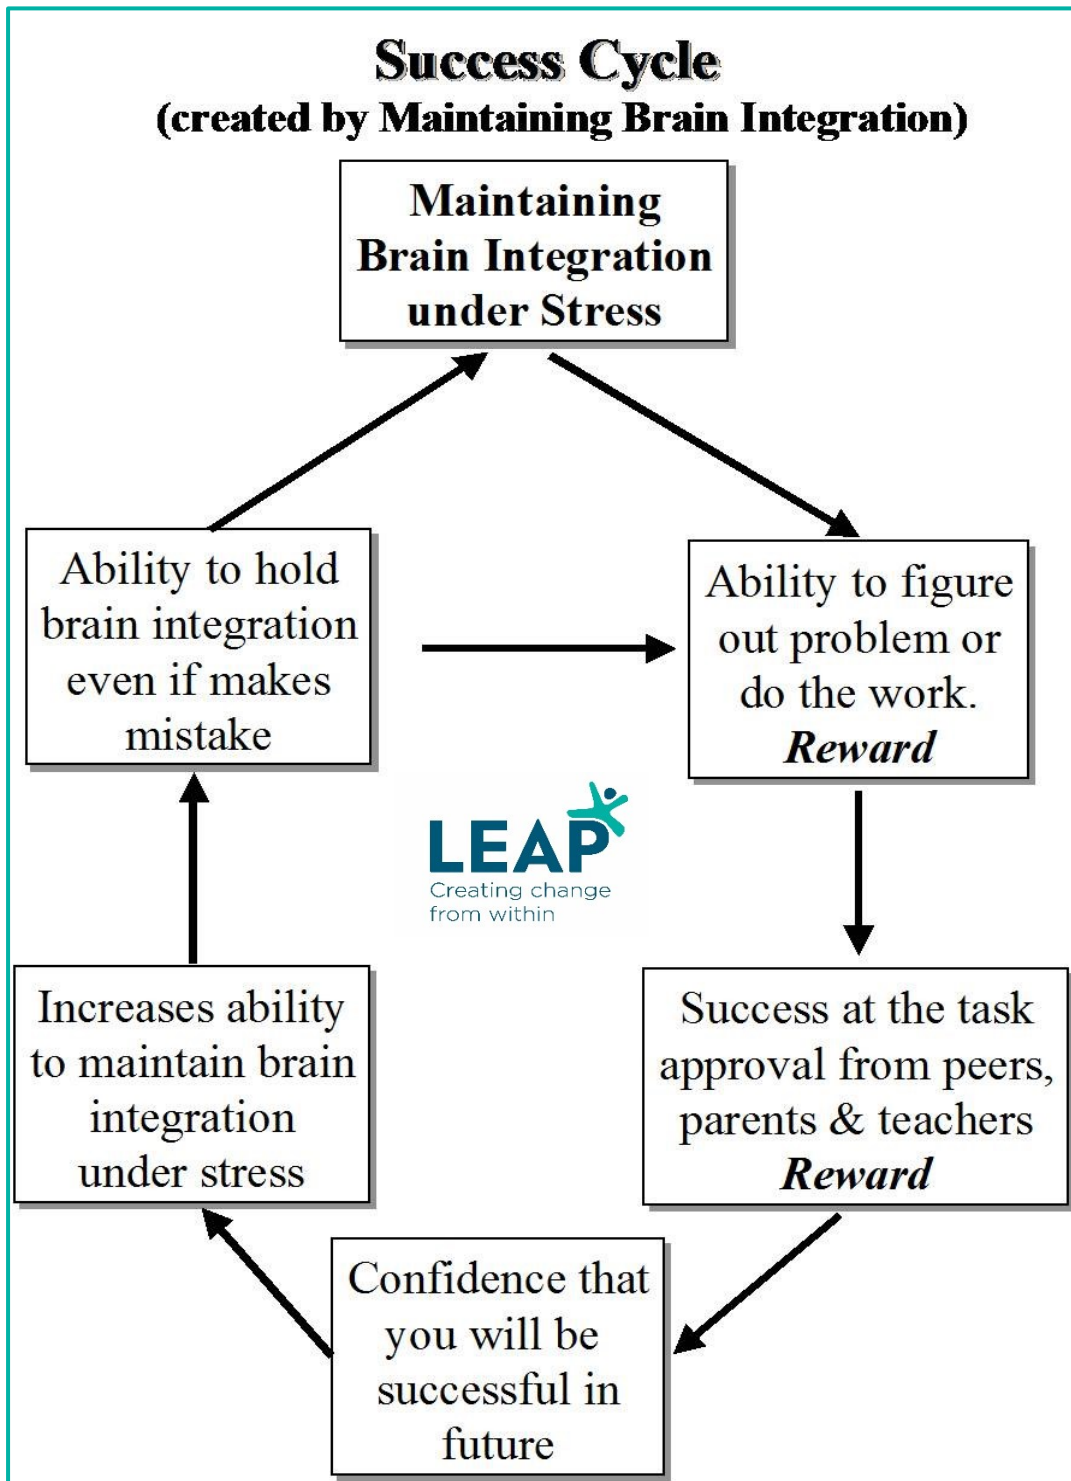 Success Cycle
(created by Maintaining Brain Integration)
Maintaining
Brain Integration
under Stress
Ability to figure
out problem or
do the work.
Reward
Success at the task
approval from peers,
parents & teachers
Reward
Confidence that
you will be
successful in
future
Increases ability
to maintain brain
integration
under stress.
Ability to hold
brain integration
even if makes
mistake
LEAP
Creating change
from within